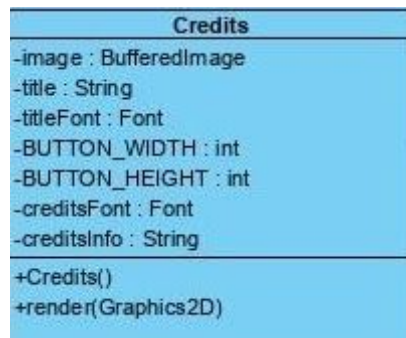 Credits
-image : BufferedImage
-title : String
-titleFont : Font
-BUTTON_WIDTH : int
-BUTTON_HEIGHT : int
-creditsFont : Font
-creditsInfo : String
+Credits()
+render(Graphics2D)